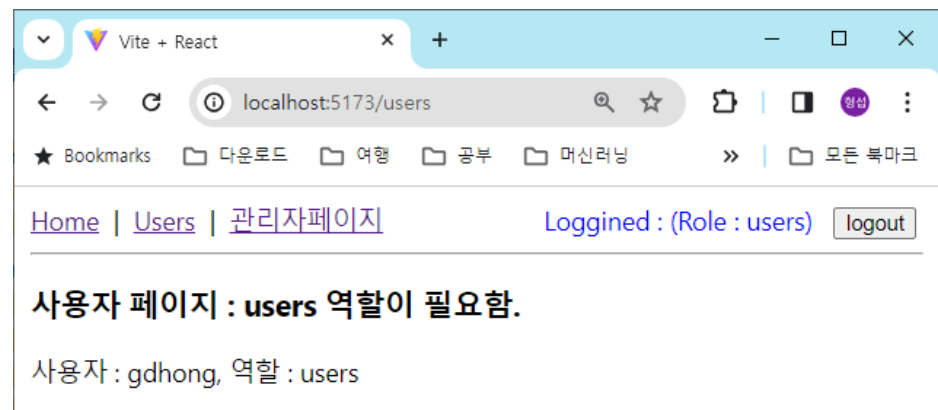 Vite + React
localhost:5173/users
형섭
Bookmarks 다운로드 여행 공부 머신러닝 » 모든 북마크
Home | Users | 관리자페이지 Loggined : (Role : users) logout
사용자 페이지 : users 역할이 필요함.
사용자 : gdhong, 역할 : users